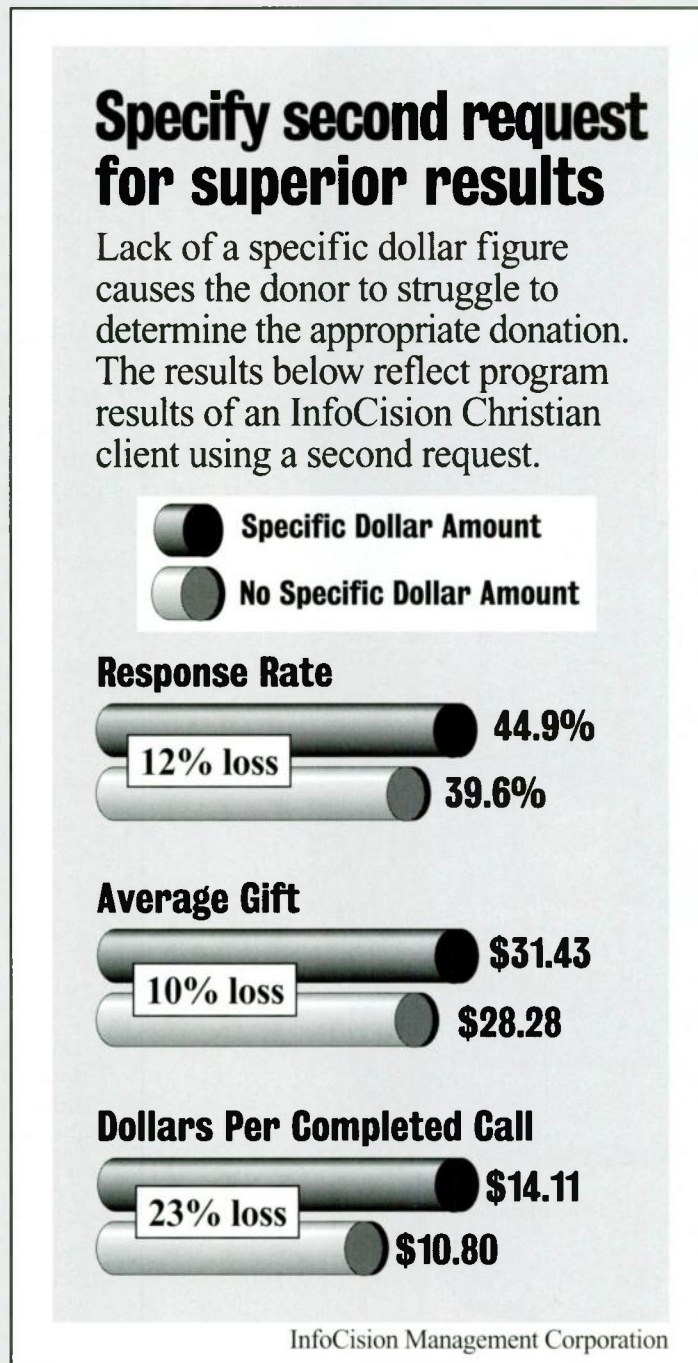 Specify second request
for superior results
Lack of a specific dollar figure
causes the donor to struggle to
determine the appropriate donation.
The results below reflect program
results of an InfoCision Christian
client using a second request.
Specific Dollar Amount
No Specific Dollar Amount
Response Rate
44.9%
12% loss
39.6%
Average Gift
$31.43
10% loss
$28.28
Dollars Per Completed Call
$14.11
23% loss
$10.80
InfoCision Management Corporation